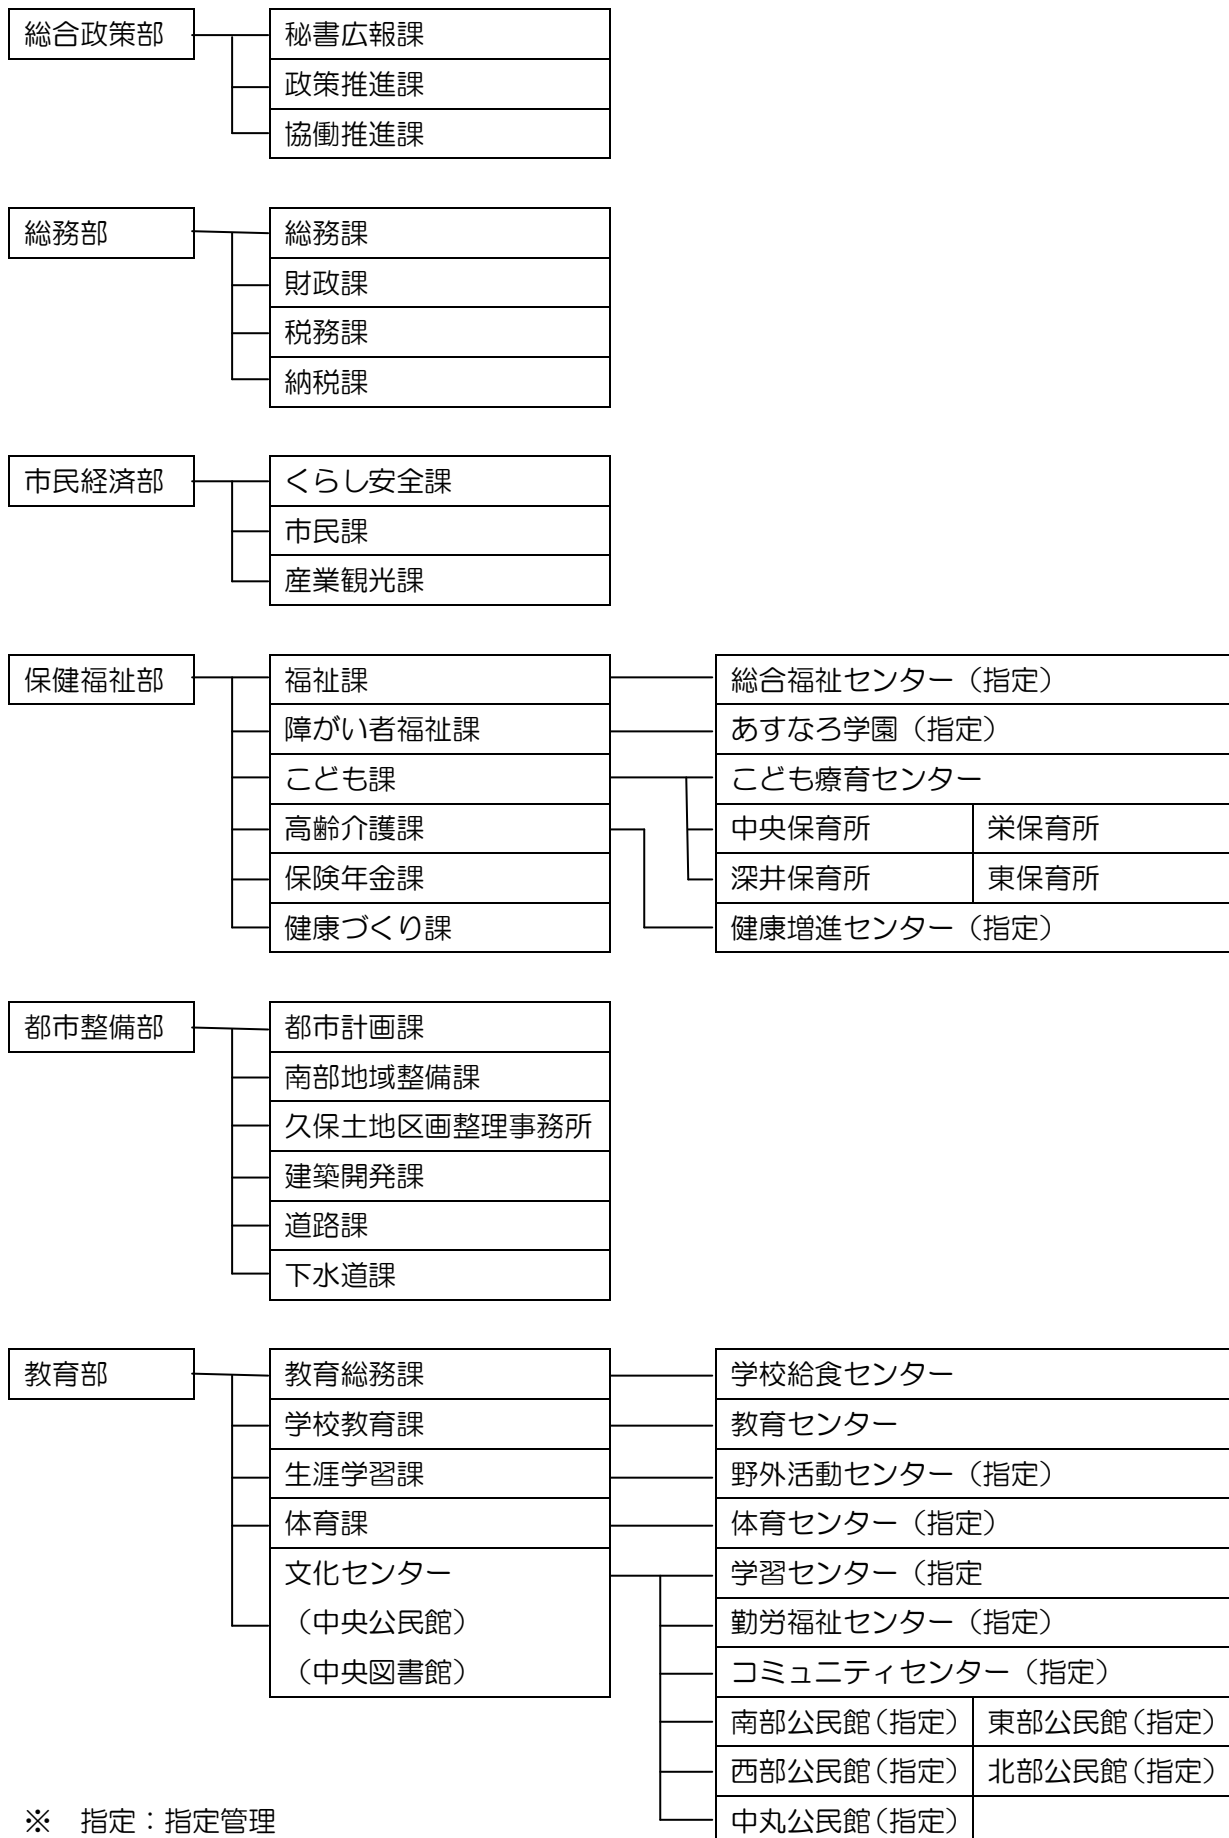 総合政策部 秘書広報課
政策推進課
協働推進課
総務部 総務課
財政課
税務課
納税課
市民経済部 くらし安全課
市民課
産業観光課
保健福祉部 福祉課 総合福祉センター（指定）
障がい者福祉課 あすなろ学園（指定）
こども課 こども療育センター
高齢介護課 中央保育所 栄保育所
保険年金課 深井保育所 東保育所
健康づくり課 健康増進センター（指定）
都市整備部 都市計画課
南部地域整備課
久保土地区画整理事務所
建築開発課
道路課
下水道課
教育部 教育総務課 学校給食センター
学校教育課 教育センター
生涯学習課 野外活動センター（指定）
体育課 体育センター（指定）
文化センター 学習センター（指定
（中央公民館） 勤労福祉センター（指定）
（中央図書館） コミュニティセンター（指定）
南部公民館（指定） 東部公民館（指定）
西部公民館（指定） 北部公民館（指定）
※ 指定：指定管理 中丸公民館（指定）